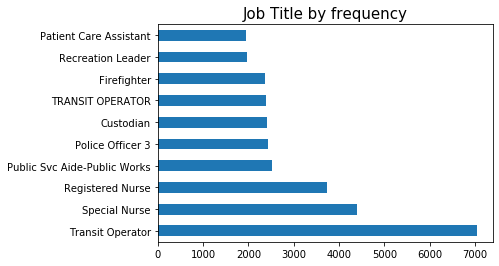 Job Title by frequency
Patient Care Assistant
Recreation Leader
Firefighter
TRANSIT OPERATOR
Custodian
Police Officer 3
Public Svc Aide-Public Works
Registered Nurse
Special Nurse
Transit Operator
0 1000 2000 3000 4000 5000 6000 7000